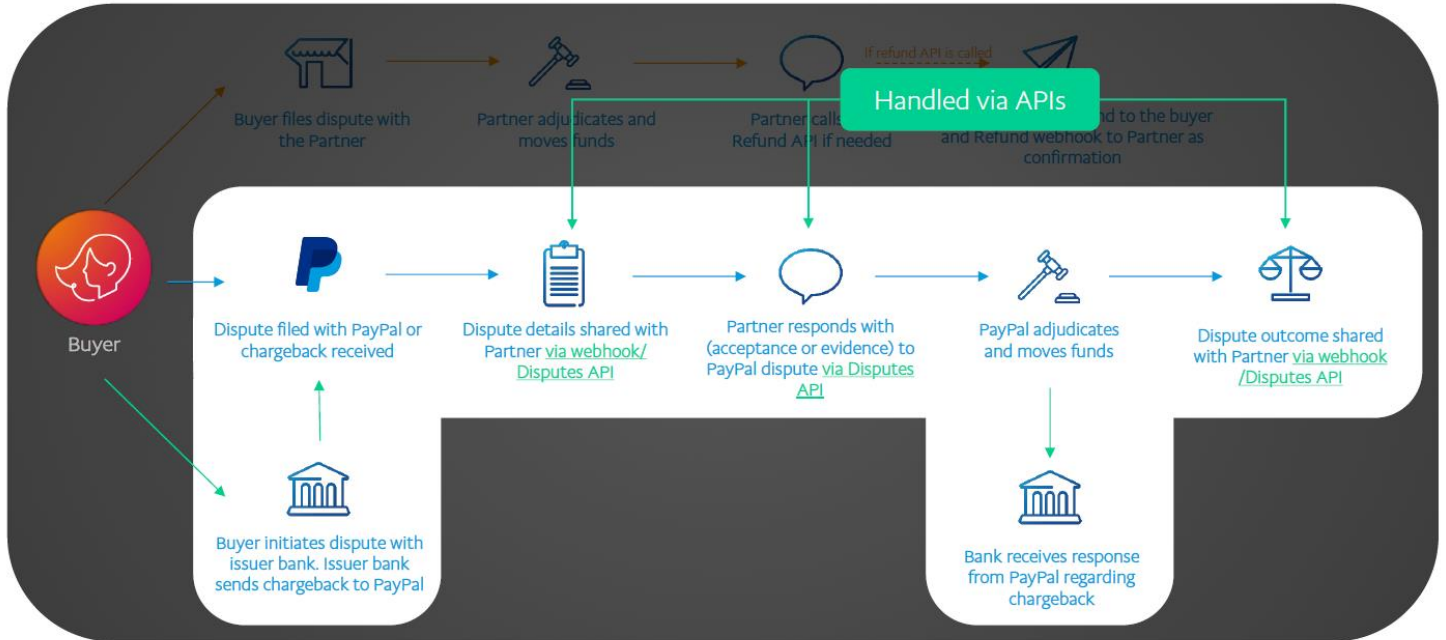 If refund API is called
Handled via APIs
Buyer files dispute with
the Partner
Partner adjudicates and
moves funds
Partner calls
Refund API if needed
nd to the buyer
and Refund webhook to Partner as
confirmation
Buyer
Dispute filed with PayPal or
chargeback received
Dispute details shared with
Partner via webhook/
Disputes API
Partner responds with
(acceptance or evidence) to
PayPal dispute via Disputes
API
PayPal adjudicates
and moves funds
Dispute outcome shared
with Partner via webhook
/Disputes API
Buyer initiates dispute with
issuer bank. Issuer bank
sends chargeback to PayPal
Bank receives response
from PayPal regarding
chargeback